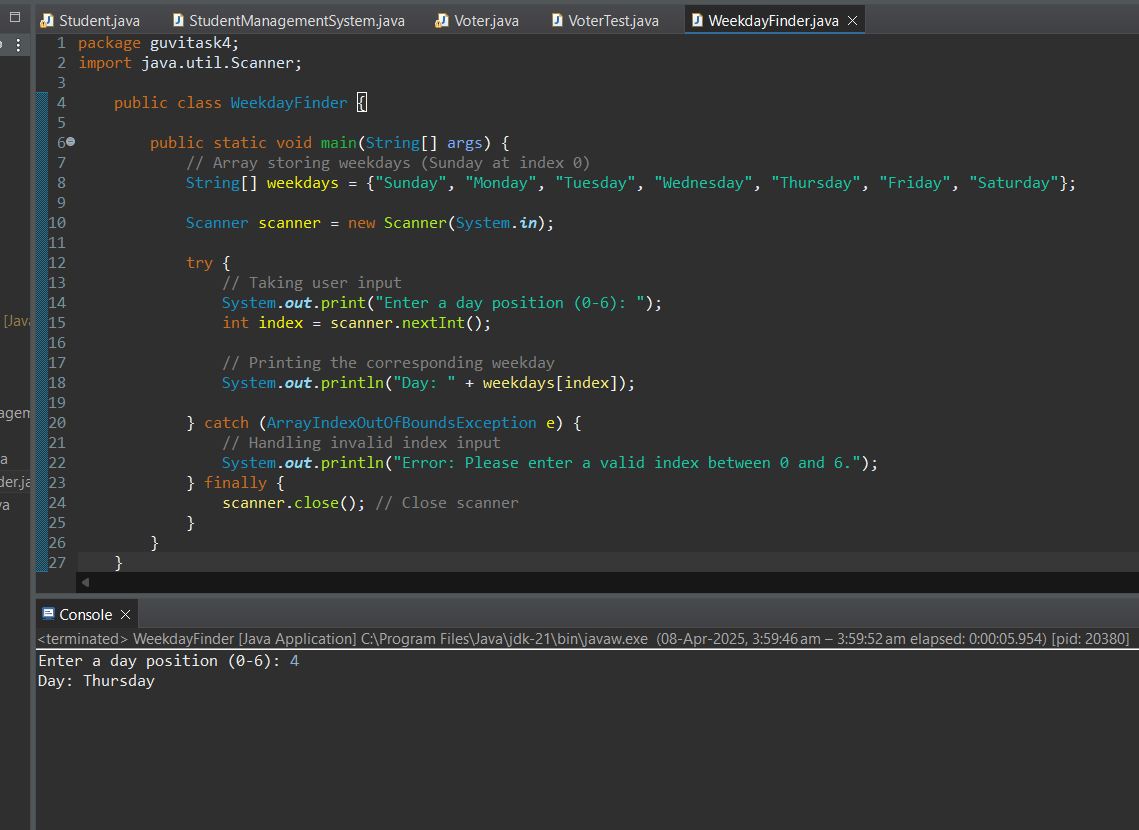 Student.java StudentManagementSystem.java Voter.java VoterTest.java WeekdayFinder.java
1 package guvitask4;
2 import java.util.Scanner;
3
4 public class WeekdayFinder {
5
6 public static void main(String[] args) {
7 // Array storing weekdays (Sunday at index 0)
8 String[] weekdays = {"Sunday", "Monday", "Tuesday", "Wednesday", "Thursday", "Friday", "Saturday"};
9
10 Scanner scanner = new Scanner(System.in);
11
12 try {
13 // Taking user input
14 System.out.print("Enter a day position (0-6): ");
15 int index = scanner.nextInt();
16
17 // Printing the corresponding weekday
18 System.out.println("Day: " + weekdays[index]);
19
20 } catch (ArrayIndexOutOfBoundsException e) {
21 // Handling invalid index input
22 System.out.println("Error: Please enter a valid index between 0 and 6.");
23 } finally {
24 scanner.close(); // Close scanner
25 }
26 }
27 }
[Java
agem
a
der.ja
va
Console
<terminated> WeekdayFinder [Java Application] C:\Program Files\Java\jdk-21\bin\javaw.exe (08-Apr-2025, 3:59:46 am – 3:59:52 am elapsed: 0:00:05.954) [pid: 20380]
Enter a day position (0-6): 4
Day: Thursday